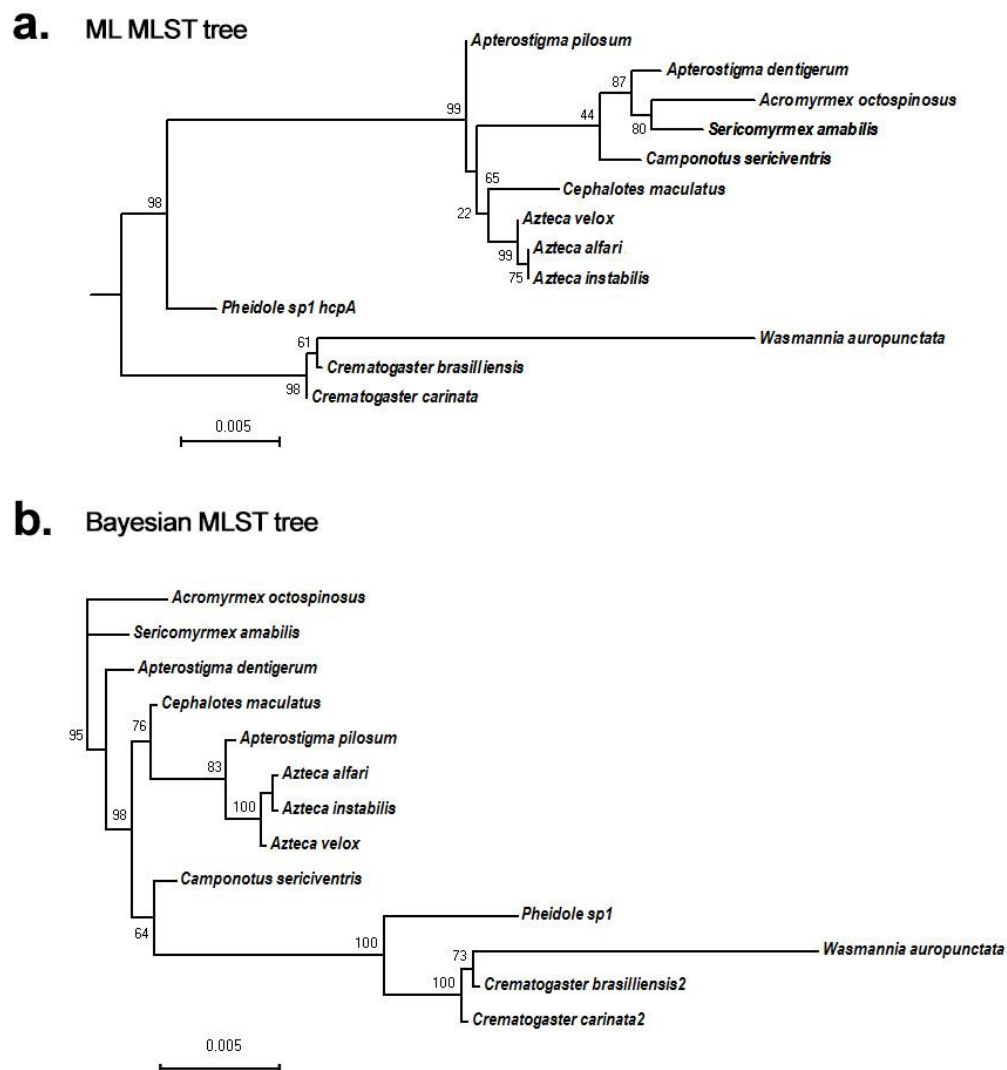 a. ML MLST tree
Apterostigma pilosum
Apterostigma dentigerum
87
Acromyrmex octospinosus
99
44
80
Sericomyrmex amabilis
Camponotus sericiventris
65
Cephalotes maculatus
98
22
Azteca velox
Azteca alfari
99
75
Azteca instabilis
Pheidole sp1 hcpA
61
Wasmannia auropunctata
Crematogaster brasilliensis
98
Crematogaster carinata
0.005
b. Bayesian MLST tree
Acromyrmex octospinosus
Sericomyrmex amabilis
Apterostigma dentigerum
Cephalotes maculatus
76
95
Apterostigma pilosum
83
Azteca alfari
100
Azteca instabilis
98
Azteca velox
Camponotus sericiventris
Pheidole sp1
64
100
Wasmannia auropunctata
73
Crematogaster brasilliensis2
100
Crematogaster carinata2
0.005